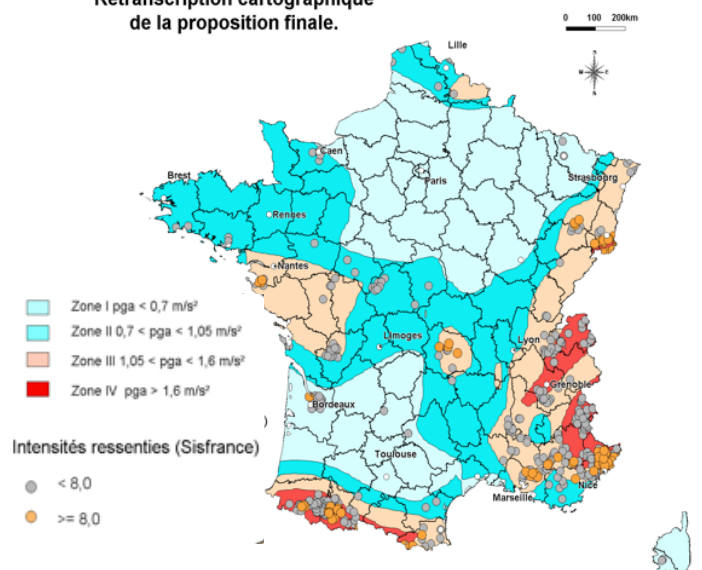 Retranscription cartographique
de la proposition finale.
0 100 200km
N
W E
S
Lille
Caen
Paris
Strasbourg
Brest
Rennes
Nantes
Limoges
Lyon
Grenoble
Bordeaux
Toulouse
Nice
Marseille
Zone I pga < 0,7 m/s²
Zone II 0,7 < pga < 1,05 m/s²
Zone III 1,05 < pga < 1,6 m/s²
Zone IV pga > 1,6 m/s²
Intensités ressenties (Sisfrance)
< 8,0
>= 8,0